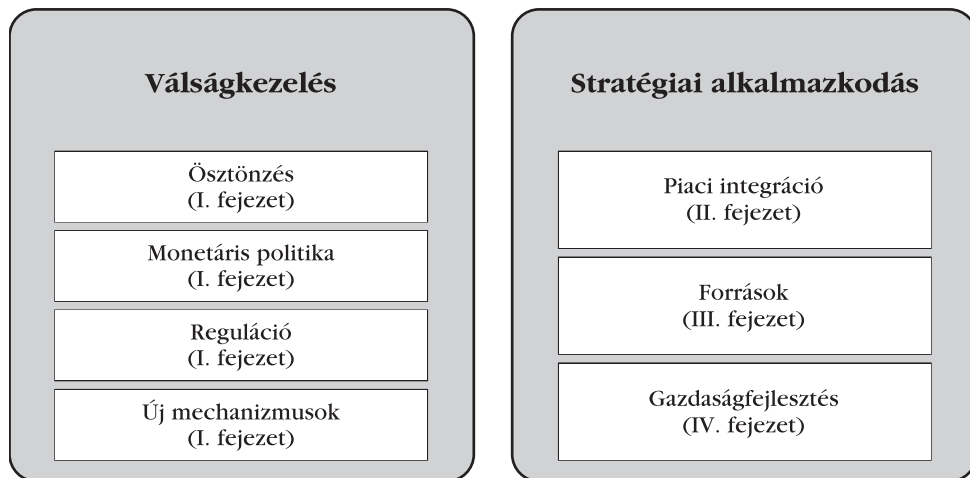 Válságkezelés
Ösztönzés
(I. fejezet)
Monetáris politika
(I. fejezet)
Reguláció
(I. fejezet)
Új mechanizmusok
(I. fejezet)
Stratégiai alkalmazkodás
Piaci integráció
(II. fejezet)
Források
(III. fejezet)
Gazdaságfejlesztés
(IV. fejezet)